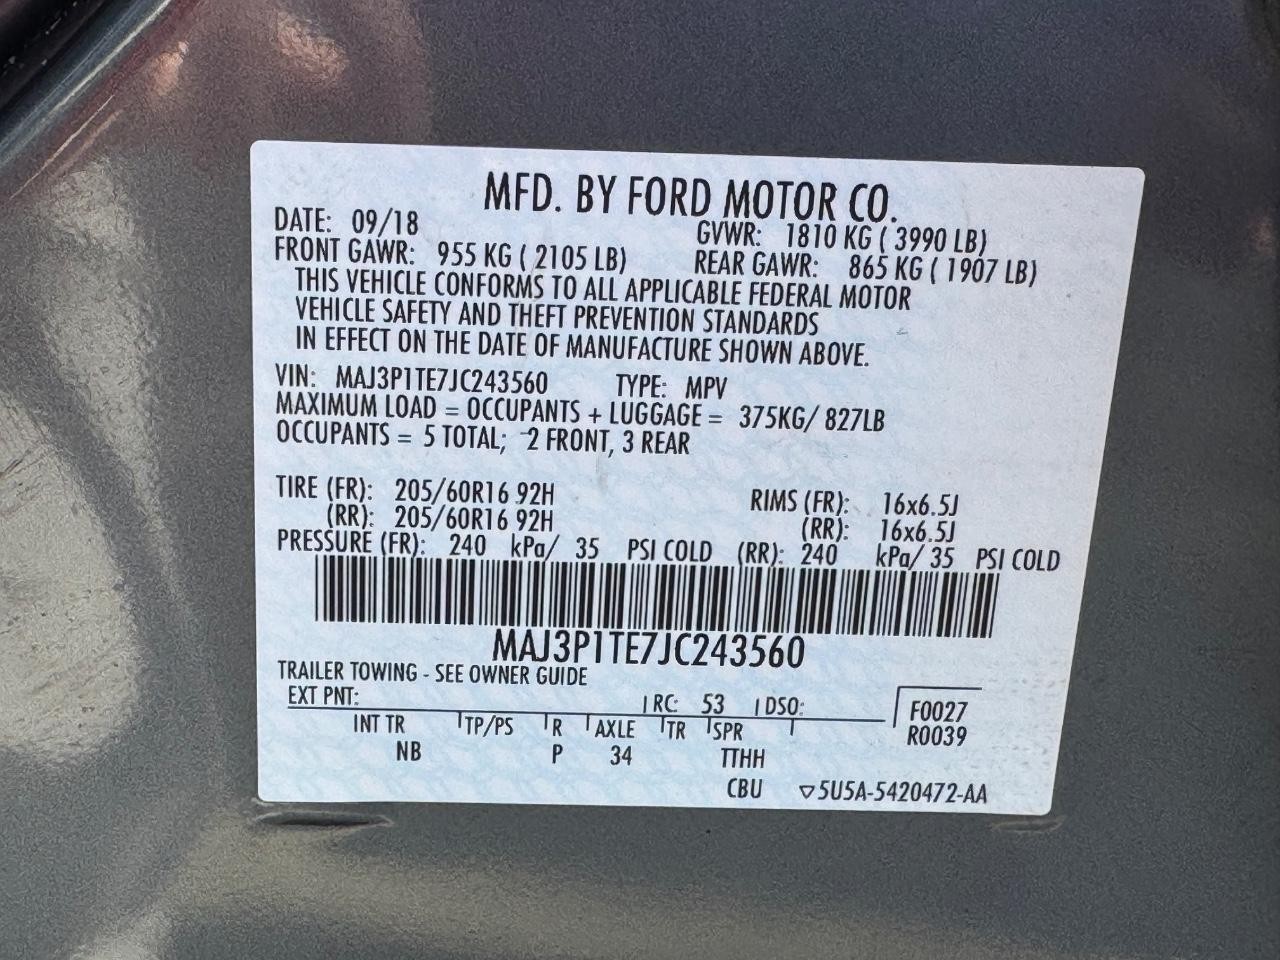 MFD. BY FORD MOTOR CO.
DATE: 09/18 GVWR: 1810 KG ( 3990 LB)
FRONT GAWR: 955 KG ( 2105 LB) REAR GAWR: 865 KG ( 1907 LB)
THIS VEHICLE CONFORMS TO ALL APPLICABLE FEDERAL MOTOR
VEHICLE SAFETY AND THEFT PREVENTION STANDARDS
IN EFFECT ON THE DATE OF MANUFACTURE SHOWN ABOVE.
VIN: MAJ3P1TE7JC243560 TYPE: MPV
MAXIMUM LOAD = OCCUPANTS + LUGGAGE = 375KG/ 827LB
OCCUPANTS = 5 TOTAL; 2 FRONT, 3 REAR
TIRE (FR): 205/60R16 92H RIMS (FR): 16x6.5J
(RR): 205/60R16 92H (RR): 16x6.5J
PRESSURE (FR): 240 kPa/ 35 PSI COLD (RR): 240 kPa/ 35 PSI COLD
MAJ3P1TE7JC243560
TRAILER TOWING - SEE OWNER GUIDE
EXT PNT: RC: 53 DSO: F0027
INT TR TP/PS R AXLE TR SPR R0039
NB P 34 TTHH
CBU ▽5U5A-5420472-AA